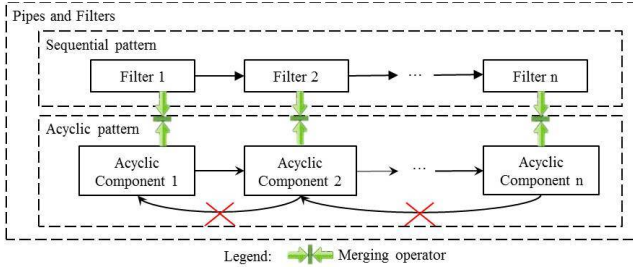 Pipes and Filters
Sequential pattern
Filter 1
Filter 2
...
Filter n
Acyclic pattern
Acyclic
Component 1
Acyclic
Component 2
...
Acyclic
Component n
Legend:
Merging operator